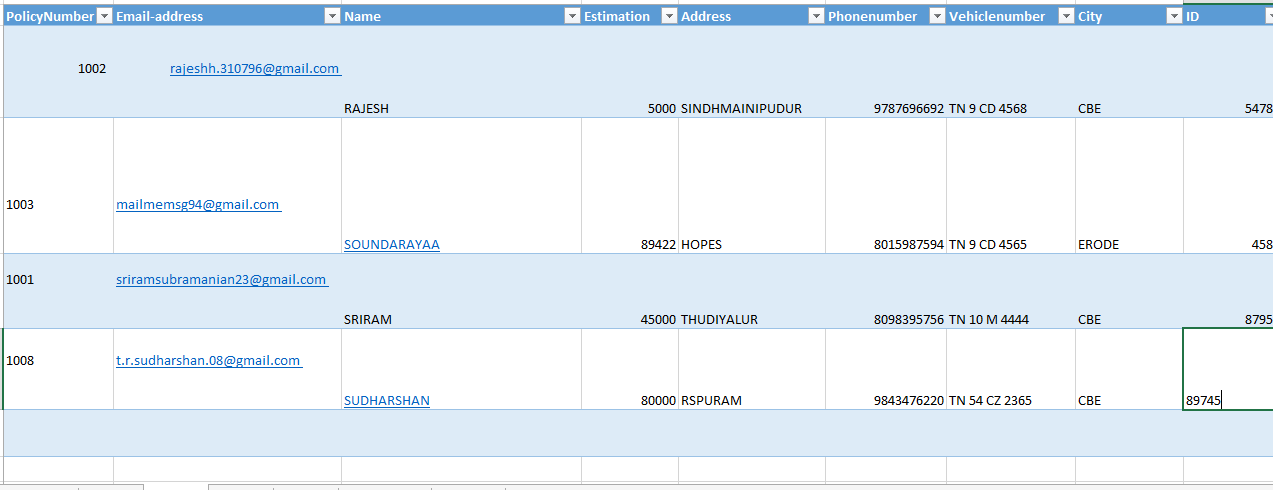 PolicyNumber Email-address Name Estimation Address Phonenumber Vehiclenumber City ID
1002 rajeshh.310796@gmail.com
RAJESH 5000 SINDHMAINIPUDUR 9787696692 TN 9 CD 4568 CBE 5478
1003 mailmemsg94@gmail.com
SOUNDARAYAA 89422 HOPES 8015987594 TN 9 CD 4565 ERODE 458
1001 sriramsubramanian23@gmail.com
SRIRAM 45000 THUDIYALUR 8098395756 TN 10 M 4444 CBE 8795
1008 t.r.sudharshan.08@gmail.com
SUDHARSHAN 80000 RSPURAM 9843476220 TN 54 CZ 2365 CBE 89745